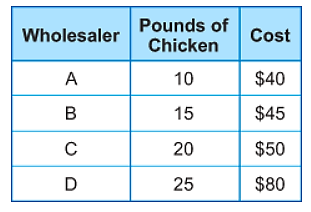 Wholesaler Pounds of Chicken Cost
A 10 $40
B 15 $45
C 20 $50
D 25 $80